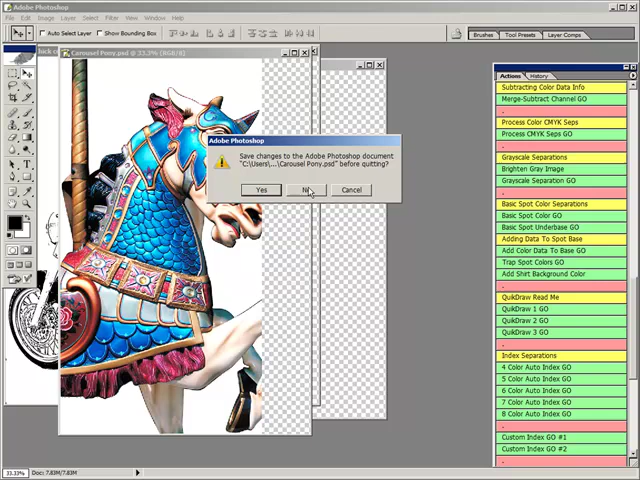 Adobe Photoshop
File Edit Image Layer Select Filter View Window Help
Auto Select Layer Show Bounding Box
Brushes Tool Presets Layer Comps
Carousel Pony.psd @ 33.3% (RGB/8)
Adobe Photoshop
Save changes to the Adobe Photoshop document
"C:\Users\...\Carousel Pony.psd" before quitting?
Yes No Cancel
Actions History
Subtracting Color Data Info
Merge-Subtract Channel GO
Process Color CMYK Seps
Process CMYK Seps GO
Grayscale Separations
Brighten Gray Image
Grayscale Separation GO
Basic Spot Color Separations
Basic Spot Color GO
Basic Spot Underbase GO
Adding Data To Spot Base
Add Color Data To Base GO
Trap Spot Colors GO
Add Shirt Background Color
QuikDraw Read Me
QuikDraw 1 GO
QuikDraw 2 GO
QuikDraw 3 GO
Index Separations
4 Color Auto Index GO
5 Color Auto Index GO
6 Color Auto Index GO
7 Color Auto Index GO
8 Color Auto Index GO
Custom Index GO #1
Custom Index GO #2
33.33% Doc: 7.83M/7.83M